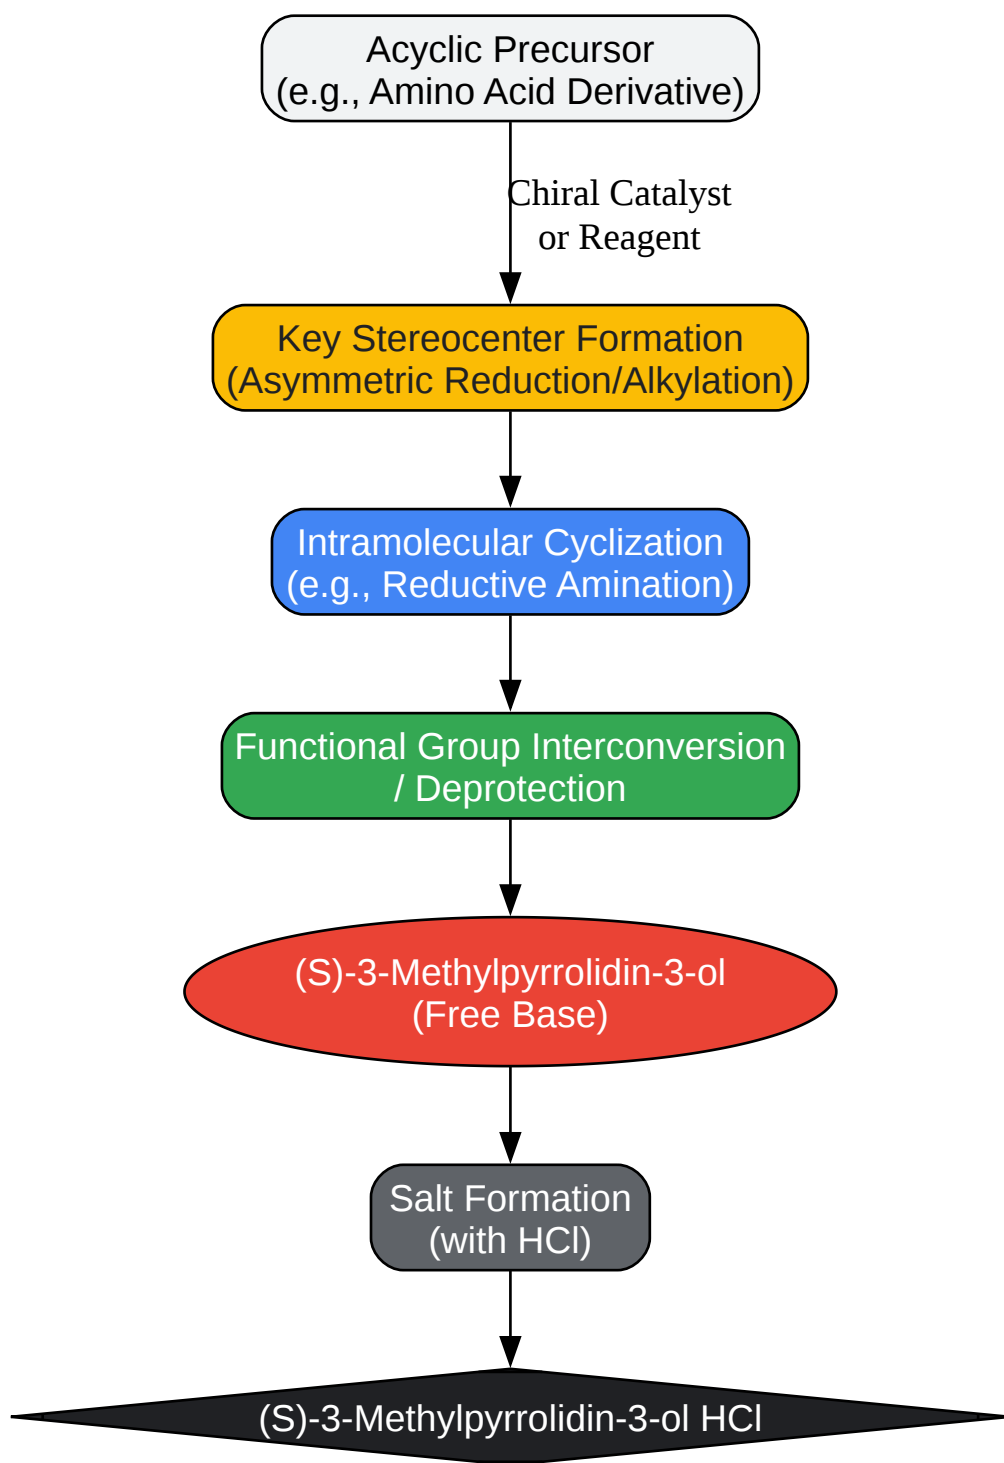 Acyclic Precursor
(e.g., Amino Acid Derivative)
Chiral Catalyst
or Reagent
Key Stereocenter Formation
(Asymmetric Reduction/Alkylation)
Intramolecular Cyclization
(e.g., Reductive Amination)
Functional Group Interconversion
/ Deprotection
(S)-3-Methylpyrrolidin-3-ol
(Free Base)
Salt Formation
(with HCl)
(S)-3-Methylpyrrolidin-3-ol HCl